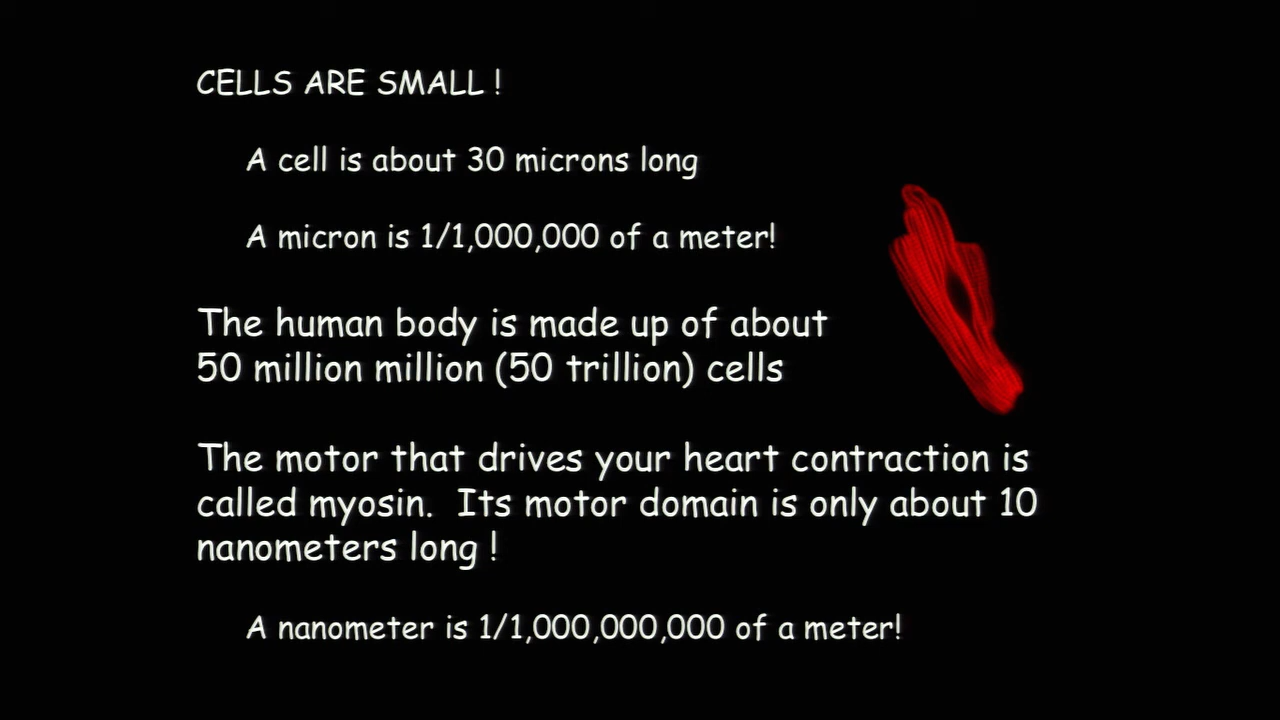 CELLS ARE SMALL !
A cell is about 30 microns long
A micron is 1/1,000,000 of a meter!
The human body is made up of about
50 million million (50 trillion) cells
The motor that drives your heart contraction is
called myosin.  Its motor domain is only about 10
nanometers long !
A nanometer is 1/1,000,000,000 of a meter!